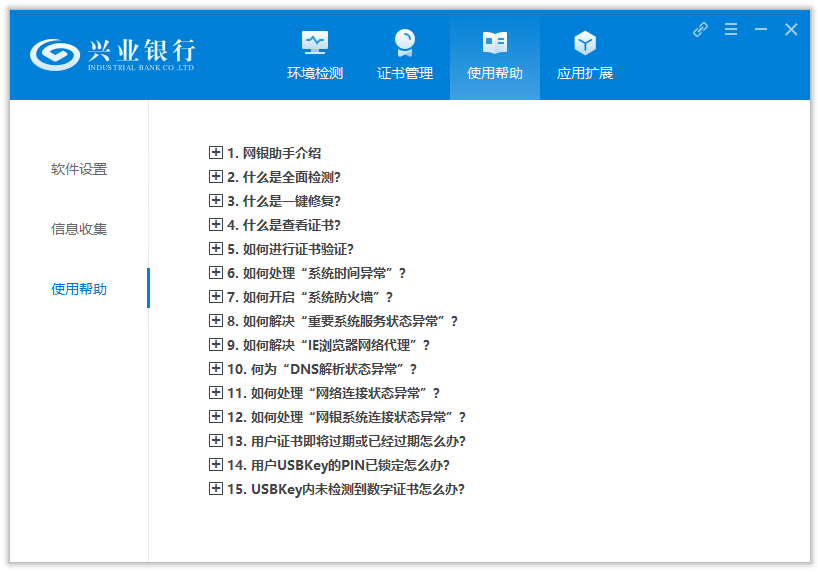 兴业银行
INDUSTRIAL BANK CO.,LTD
环境检测
证书管理
使用帮助
应用扩展
软件设置
信息收集
使用帮助
1. 网银助手介绍
2. 什么是全面检测?
3. 什么是一键修复?
4. 什么是查看证书?
5. 如何进行证书验证?
6. 如何处理“系统时间异常”？
7. 如何开启“系统防火墙”？
8. 如何解决“重要系统服务状态异常”？
9. 如何解决“IE浏览器网络代理”？
10. 何为“DNS解析状态异常”？
11. 如何处理“网络连接状态异常”？
12. 如何处理“网银系统连接状态异常”？
13. 用户证书即将过期或已经过期怎么办?
14. 用户USBKey的PIN已锁定怎么办?
15. USBKey内未检测到数字证书怎么办?